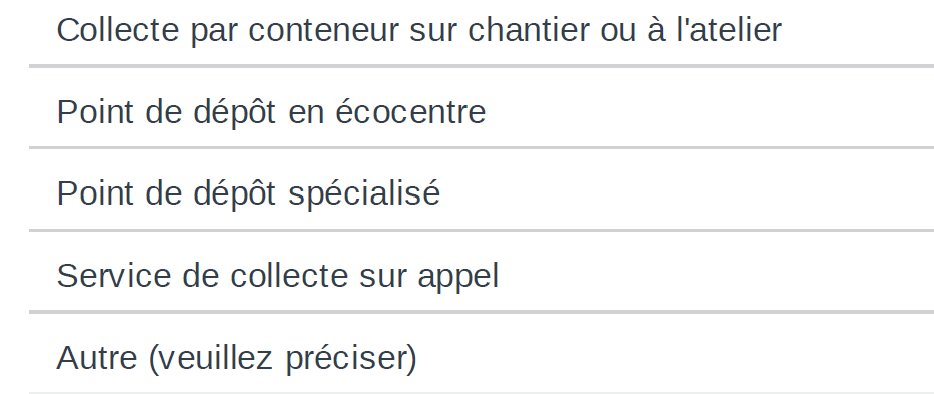 Collecte par conteneur sur chantier ou à l'atelier
Point de dépôt en écocentre
Point de dépôt spécialisé
Service de collecte sur appel
Autre (veuillez préciser)